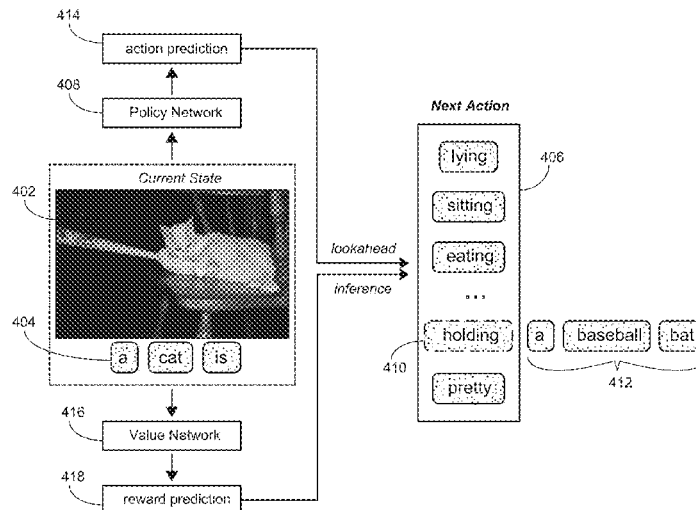 414
action prediction
408
Policy Network
Next Action
Current State
402
lying
406
sitting
lookahead
inference
eating
...
404
a cat is
holding a baseball bat
410
412
pretty
416
Value Network
418
reward prediction